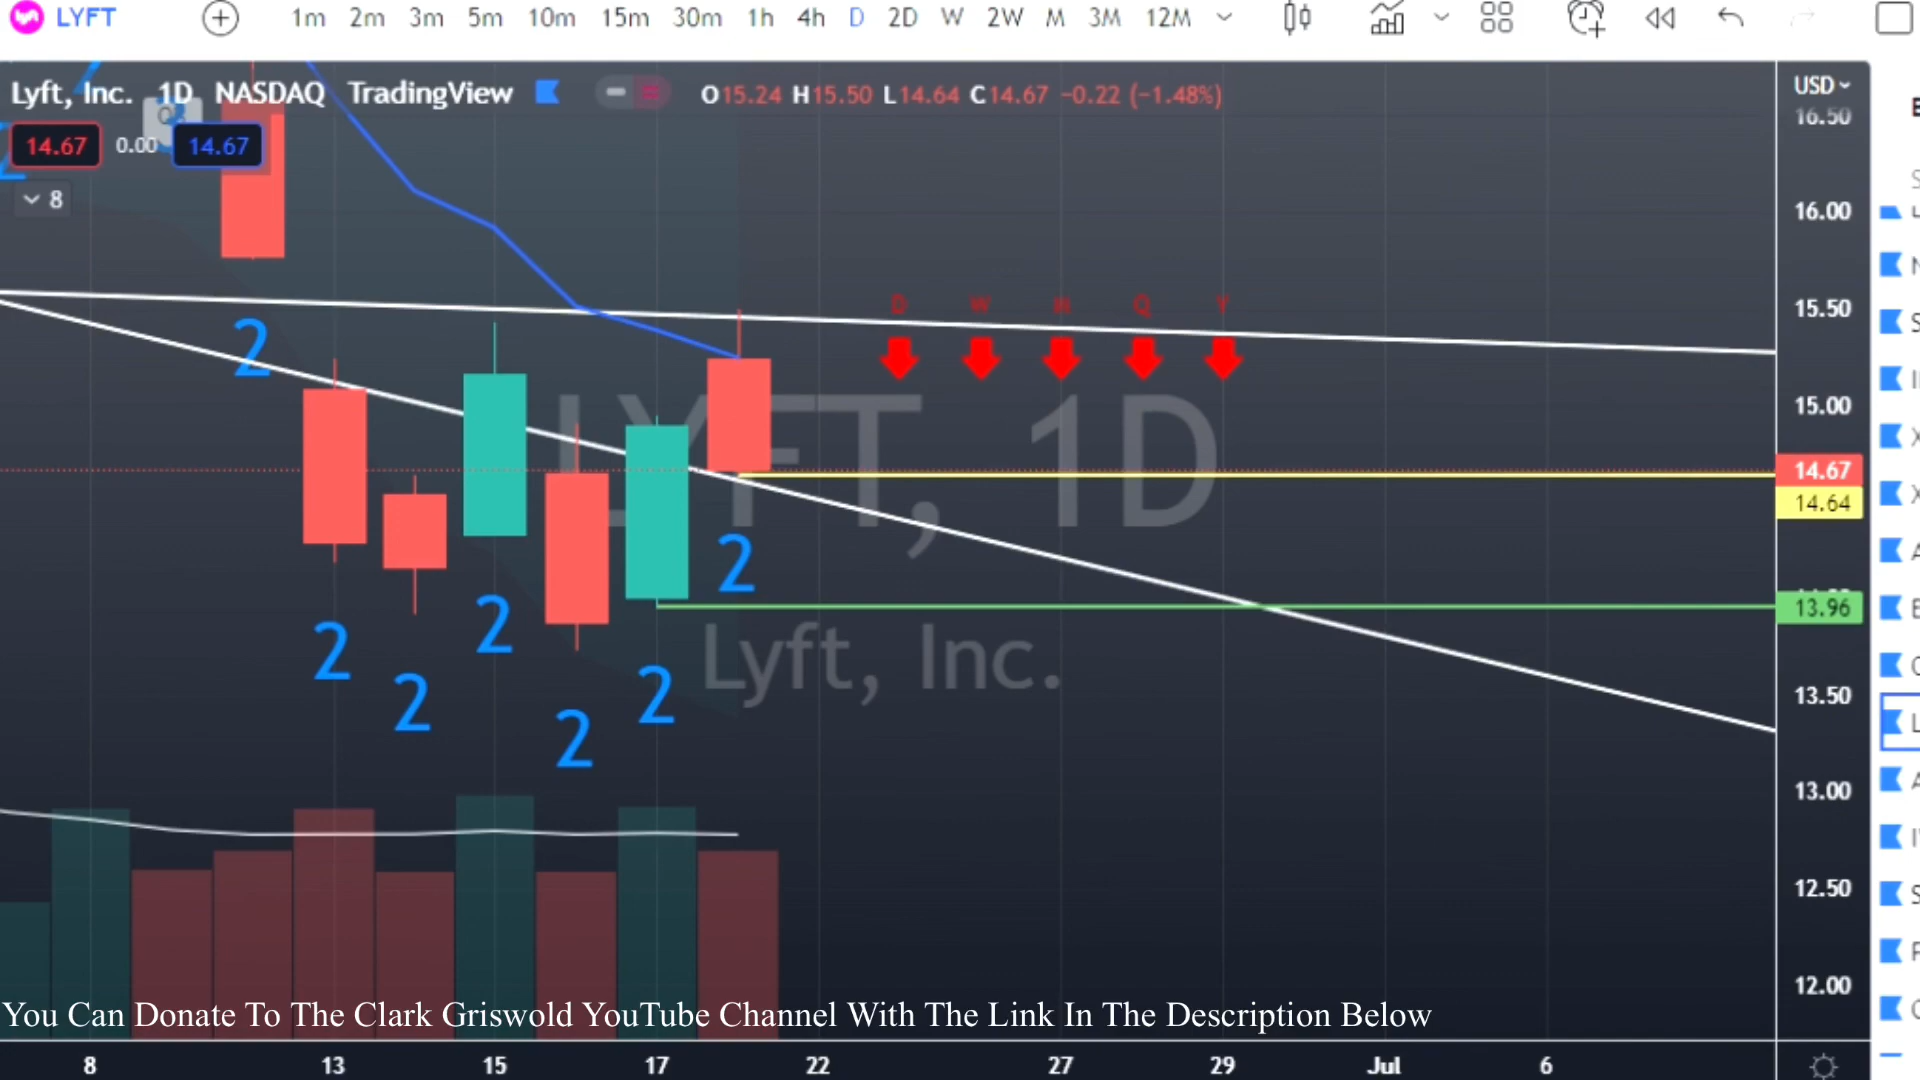 LYFT 1m 2m 3m 5m 10m 15m 30m 1h 4h D 2D W 2W M 3M 12M
Lyft, Inc. 1D NASDAQ TradingView O15.24 H15.50 L14.64 C14.67 −0.22 (−1.48%)
USD
16.50
14.67 0.00 14.67
8
16.00
D W M Q Y
15.50
2
15.00
LYFT, 1D
14.67
14.64
2
13.96
2
2
Lyft, Inc.
2
2
13.50
2
13.00
12.50
12.00
You Can Donate To The Clark Griswold YouTube Channel With The Link In The Description Below
8 13 15 17 22 27 29 Jul 6